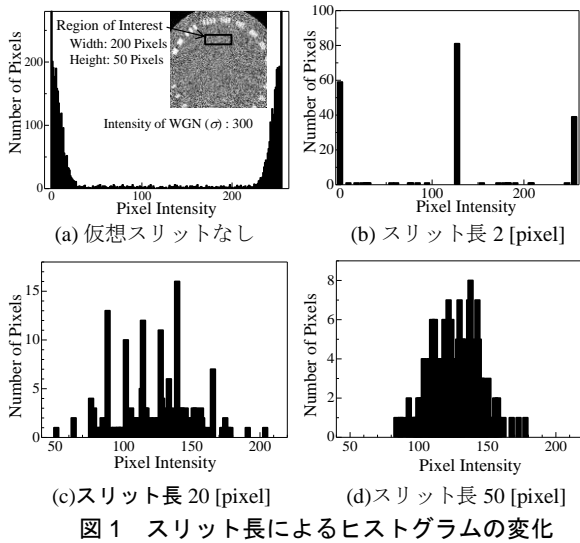 Number of Pixels
200
100
0
Region of Interest
Width: 200 Pixels
Height: 50 Pixels
Intensity of WGN (σ) : 300
0 100 200
Pixel Intensity
(a) 仮想スリットなし
Number of Pixels
100
80
60
40
20
0
0 100 200
Pixel Intensity
(b) スリット長 2 [pixel]
Number of Pixels
15
10
5
0
50 100 150 200
Pixel Intensity
(c)スリット長 20 [pixel]
Number of Pixels
8
6
4
2
0
50 100 150 200
Pixel Intensity
(d)スリット長 50 [pixel]
図 1 スリット長によるヒストグラムの変化